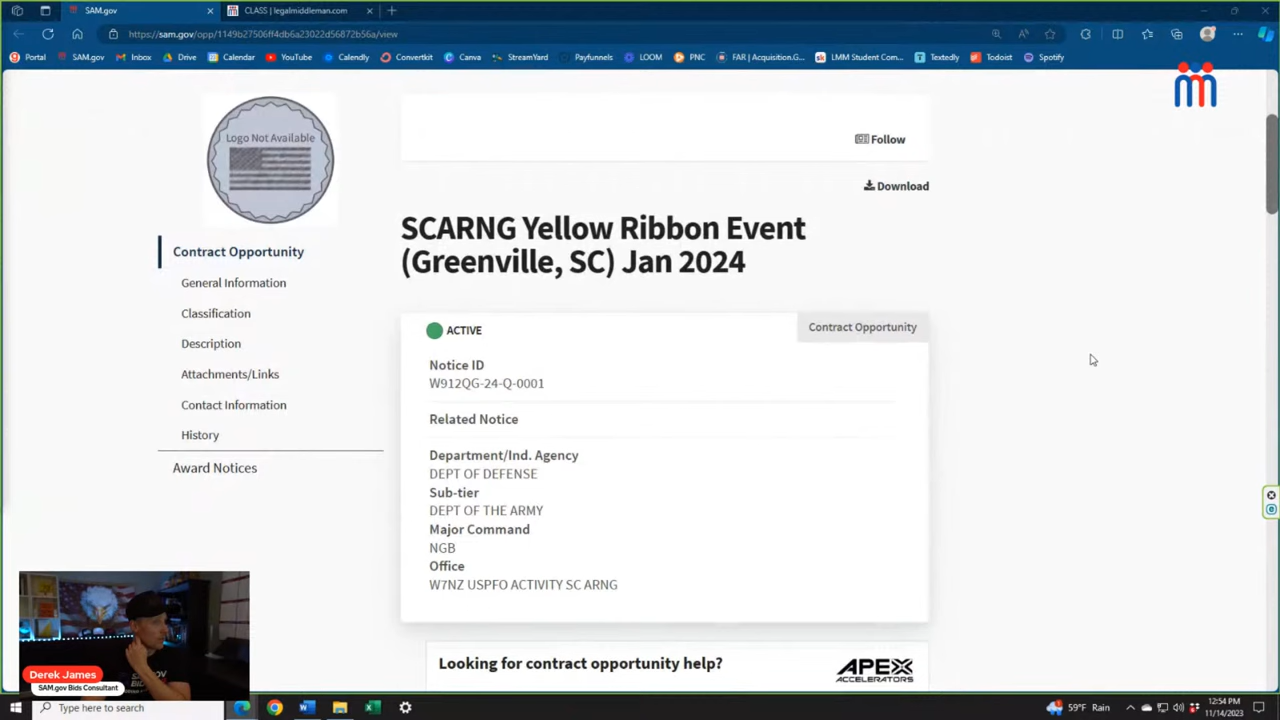 SAM.gov
CLASS | legalmiddleman.com
https://sam.gov/opp/1149b27506ff4db6a23022d56872b56a/view
Portal SAM.gov Inbox Drive Calendar YouTube Calendly Convertkit Canva StreamYard Payfunnels LOOM PNC FAR | Acquisition.G... LMM Student Com... Textedly Todoist Spotify
Logo Not Available
Follow
Download
SCARNG Yellow Ribbon Event
(Greenville, SC) Jan 2024
Contract Opportunity
General Information
Classification
Description
Attachments/Links
Contact Information
History
Award Notices
ACTIVE
Contract Opportunity
Notice ID
W912QG-24-Q-0001
Related Notice
Department/Ind. Agency
DEPT OF DEFENSE
Sub-tier
DEPT OF THE ARMY
Major Command
NGB
Office
W7NZ USPFO ACTIVITY SC ARNG
Looking for contract opportunity help?
APEX
ACCELERATORS
Derek James
SAM.gov Bids Consultant
Type here to search
59°F Rain
12:54 PM
11/14/2023